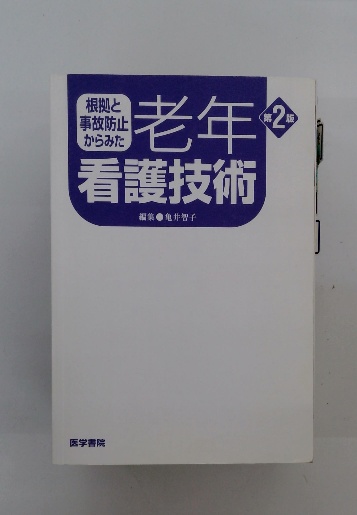 根拠と
事故防止
からみた
老年
第2版
看護技術
編集●亀井智子
医学書院